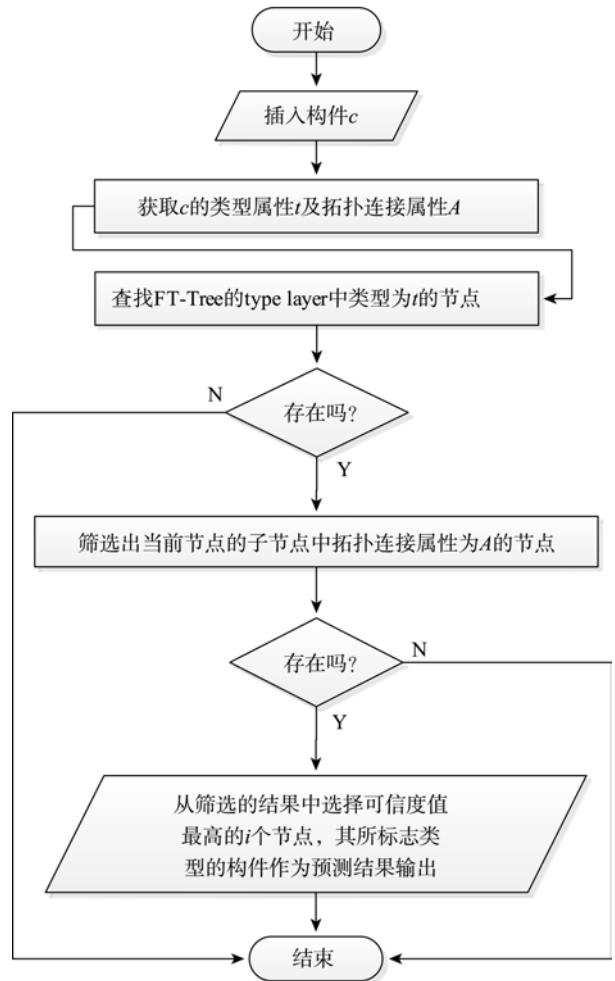 开始
插入构件c
获取c的类型属性t及拓扑连接属性A
查找FT-Tree的type layer中类型为t的节点
N
存在吗?
Y
筛选出当前节点的子节点中拓扑连接属性为A的节点
存在吗?
N
Y
从筛选的结果中选择可信度值
最高的i个节点，其所标志类
型的构件作为预测结果输出
结束